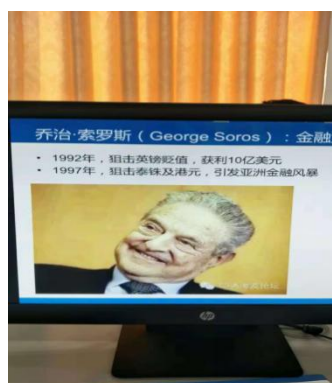 乔治·索罗斯（George Soros）：金融
• 1992年，狙击英镑贬值，获利10亿美元
• 1997年，狙击泰铢及港元，引发亚洲金融风暴
hp